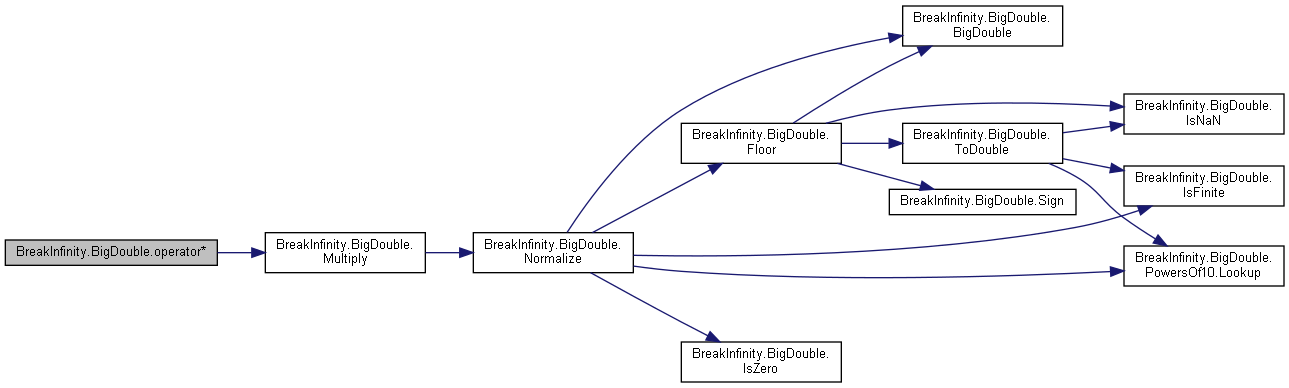 BreakInfinity.BigDouble.operator*
BreakInfinity.BigDouble.
Multiply
BreakInfinity.BigDouble.
Normalize
BreakInfinity.BigDouble.
BigDouble
BreakInfinity.BigDouble.
Floor
BreakInfinity.BigDouble.
ToDouble
BreakInfinity.BigDouble.Sign
BreakInfinity.BigDouble.
IsNaN
BreakInfinity.BigDouble.
IsFinite
BreakInfinity.BigDouble.
PowersOf10.Lookup
BreakInfinity.BigDouble.
IsZero